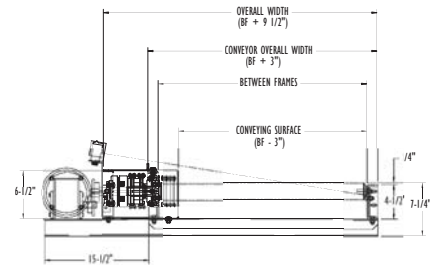 OVERALL WIDTH
(BF + 9 1/2")
CONVEYOR OVERALL WIDTH
(BF + 3")
BETWEEN FRAMES
CONVEYING SURFACE
(BF - 3")
/4"
6-1/2"
4-1/2"
7-1/4"
15-1/2"